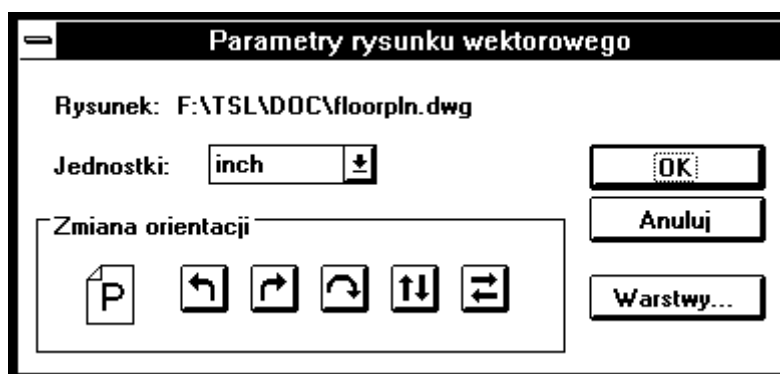 Parametry rysunku wektorowego
Rysunek: F:\TSL\DOC\floorpln.dwg
Jednostki: inch
OK
Zmiana orientacji
Anuluj
P
Warstwy...